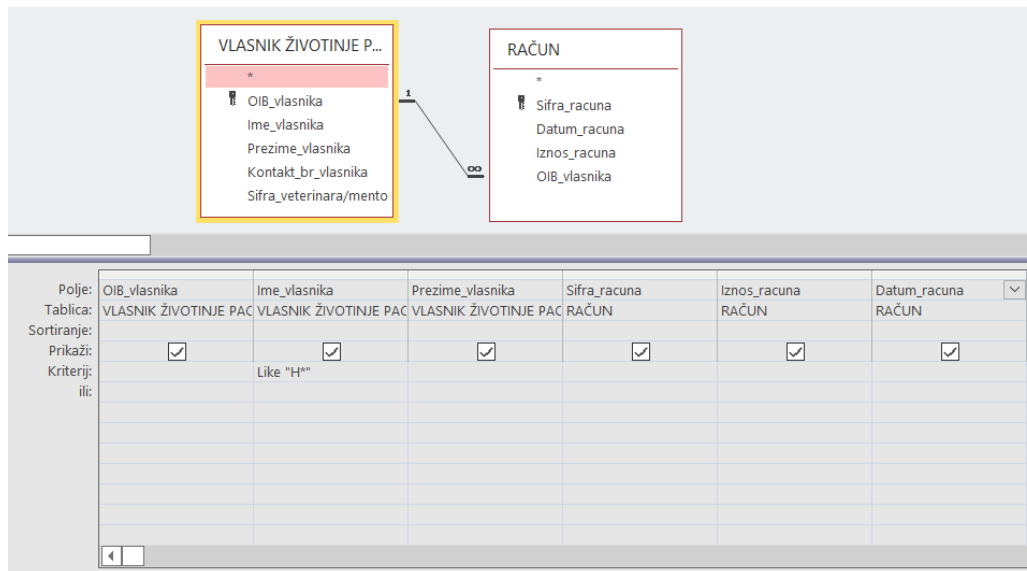 VLASNIK ŽIVOTINJE P...
*
OIB_vlasnika
Ime_vlasnika
Prezime_vlasnika
Kontakt_br_vlasnika
Sifra_veterinara/mento
1
∞
RAČUN
*
Sifra_racuna
Datum_racuna
Iznos_racuna
OIB_vlasnika
Polje: OIB_vlasnika Ime_vlasnika Prezime_vlasnika Sifra_racuna Iznos_racuna Datum_racuna
Tablica: VLASNIK ŽIVOTINJE PAC VLASNIK ŽIVOTINJE PAC VLASNIK ŽIVOTINJE PAC RAČUN RAČUN RAČUN
Sortiranje:
Prikaži:
Kriterij: Like "H*"
ili: